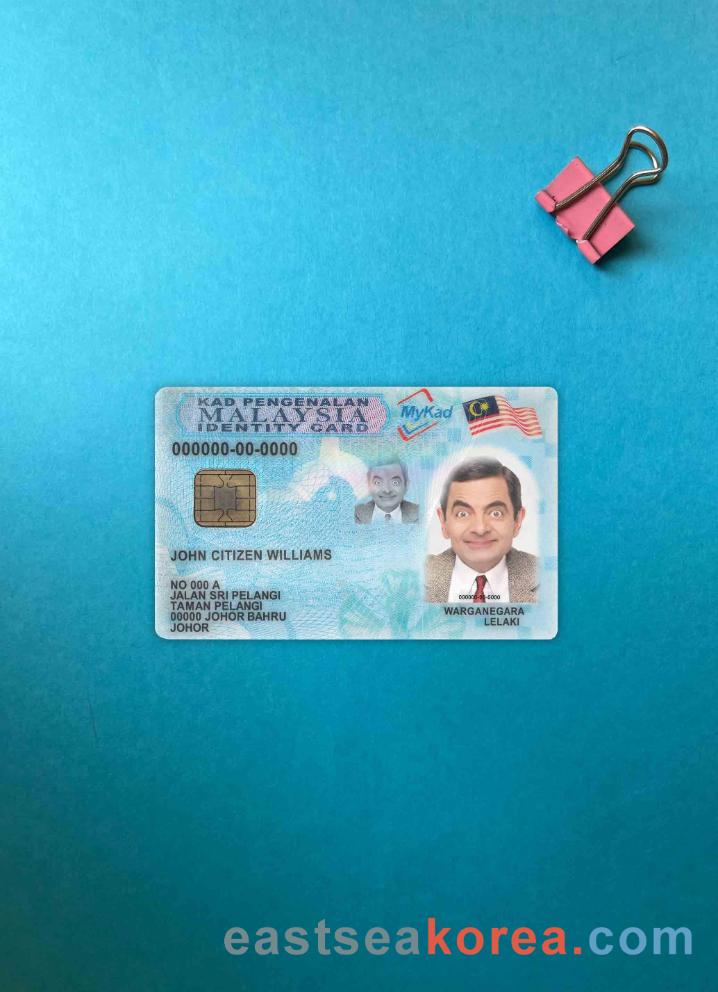 KAD PENGENALAN
MALAYSIA
IDENTITY CARD
MyKad
000000-00-0000
JOHN CITIZEN WILLIAMS
NO 000 A
JALAN SRI PELANGI
TAMAN PELANGI
00000 JOHOR BAHRU
JOHOR
000000-00-0000
WARGANEGARA
LELAKI
eastseakorea.com